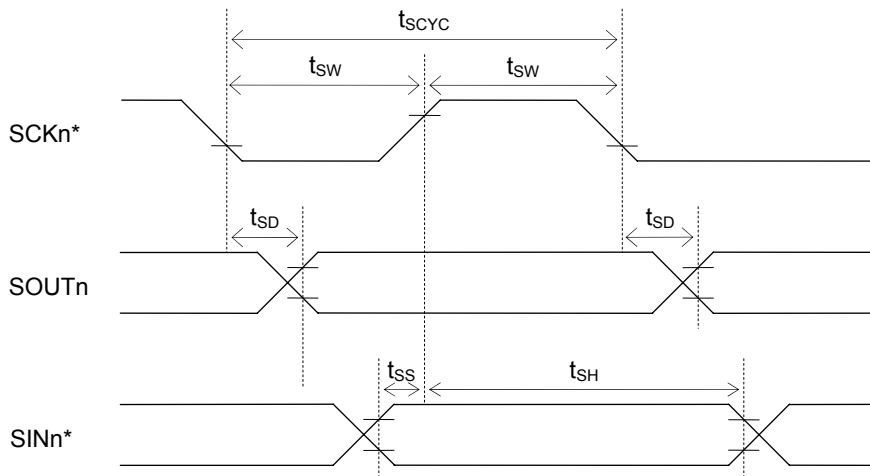 tSCYC
tSW tSW
SCKn*
tSD tSD
SOUTn
tSS tSH
SINn*